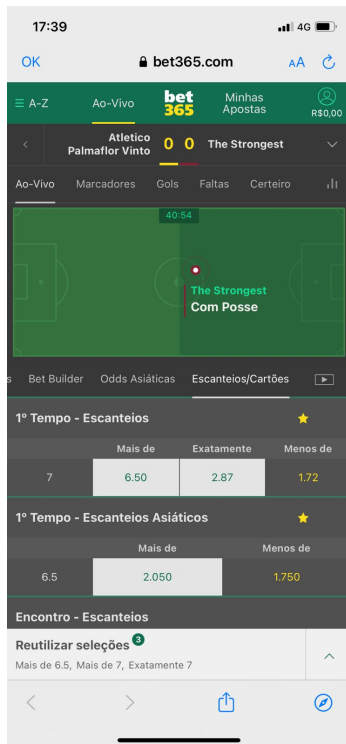 17:39
4G
OK
bet365.com
AA
A-Z
Ao-Vivo
bet
365
Minhas
Apostas
R$0,00
Atletico
Palmaflor Vinto
0 0
The Strongest
Ao-Vivo
Marcadores
Gols
Faltas
Certeiro
40:54
The Strongest
Com Posse
s
Bet Builder
Odds Asiáticas
Escanteios/Cartões
1º Tempo - Escanteios
Mais de
Exatamente
Menos de
7
6.50
2.87
1.72
1º Tempo - Escanteios Asiáticos
Mais de
Menos de
6.5
2.050
1.750
Encontro - Escanteios
Reutilizar seleções 3
Mais de 6.5, Mais de 7, Exatamente 7